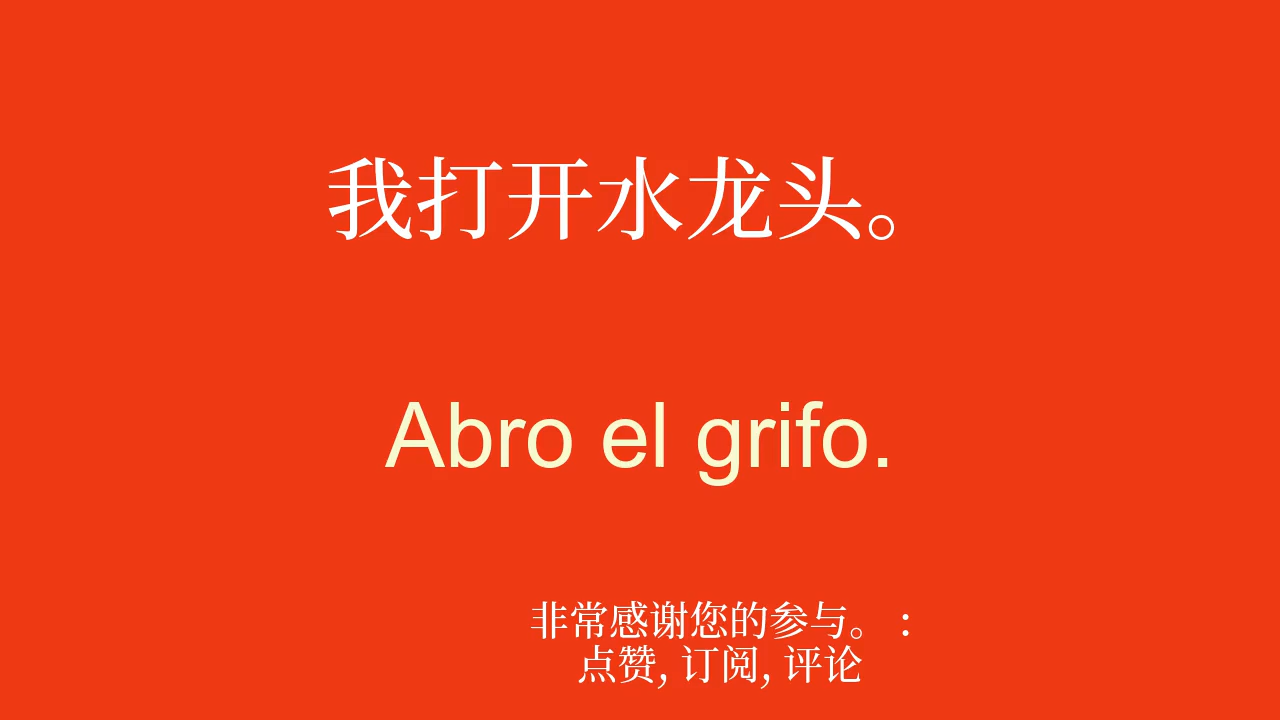 我打开水龙头。
Abro el grifo.
非常感谢您的参与。 :
点赞, 订阅, 评论